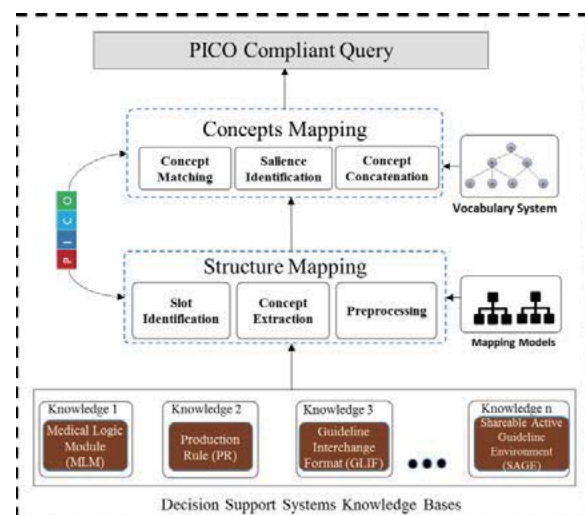 PICO Compliant Query
Concepts Mapping
Concept
Matching
Salience
Identification
Concept
Concatenation
Vocabulary System
P I C O
Structure Mapping
Slot
Identification
Concept
Extraction
Preprocessing
Mapping Models
Knowledge 1
Medical Logic
Module
(MLM)
Knowledge 2
Production
Rule (PR)
Knowledge 3
Guideline
Interchange
Format (GLIF)
Knowledge n
Shareable Active
Guideline
Environment
(SAGE)
Decision Support Systems Knowledge Bases